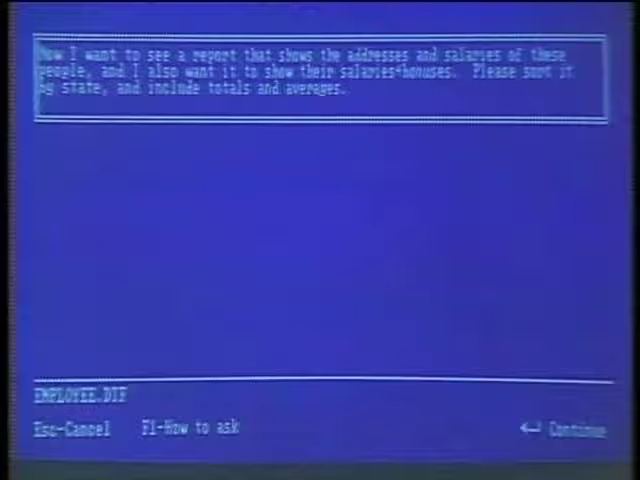 Now I want to see a report that shows the addresses and salaries of these
people, and I also want it to show their salaries+bonuses. Please sort it
by state, and include totals and averages.
EMPLOYEE.DTF
Esc-Cancel F1-How to ask ↵ Continue